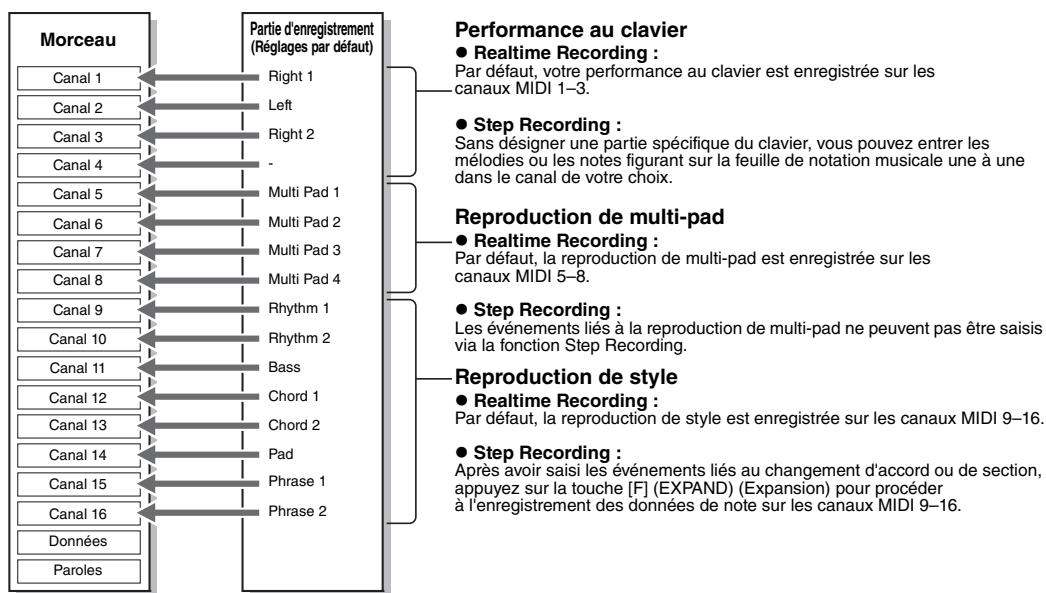 Morceau
Canal 1
Canal 2
Canal 3
Canal 4
Canal 5
Canal 6
Canal 7
Canal 8
Canal 9
Canal 10
Canal 11
Canal 12
Canal 13
Canal 14
Canal 15
Canal 16
Données
Paroles
Partie d'enregistrement
(Réglages par défaut)
Right 1
Left
Right 2
-
Multi Pad 1
Multi Pad 2
Multi Pad 3
Multi Pad 4
Rhythm 1
Rhythm 2
Bass
Chord 1
Chord 2
Pad
Phrase 1
Phrase 2
Performance au clavier
● Realtime Recording :
Par défaut, votre performance au clavier est enregistrée sur les
canaux MIDI 1–3.
● Step Recording :
Sans désigner une partie spécifique du clavier, vous pouvez entrer les
mélodies ou les notes figurant sur la feuille de notation musicale une à une
dans le canal de votre choix.
Reproduction de multi-pad
● Realtime Recording :
Par défaut, la reproduction de multi-pad est enregistrée sur les
canaux MIDI 5–8.
● Step Recording :
Les événements liés à la reproduction de multi-pad ne peuvent pas être saisis
via la fonction Step Recording.
Reproduction de style
● Realtime Recording :
Par défaut, la reproduction de style est enregistrée sur les canaux MIDI 9–16.
● Step Recording :
Après avoir saisi les événements liés au changement d'accord ou de section,
appuyez sur la touche [F] (EXPAND) (Expansion) pour procéder
à l'enregistrement des données de note sur les canaux MIDI 9–16.